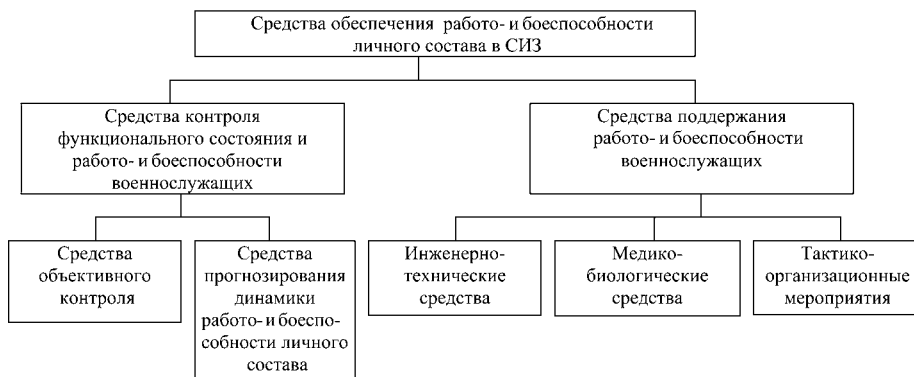 Средства обеспечения работо- и боеспособности
личного состава в СИЗ
Средства контроля
функционального состояния и
работо- и боеспособности
военнослужащих
Средства поддержания
работо- и боеспособности
военнослужащих
Средства
объективного
контроля
Средства
прогнозирования
динамики
работо- и боеспо-
собности личного
состава
Инженерно-
технические
средства
Медико-
биологические
средства
Тактико-
организационные
мероприятия